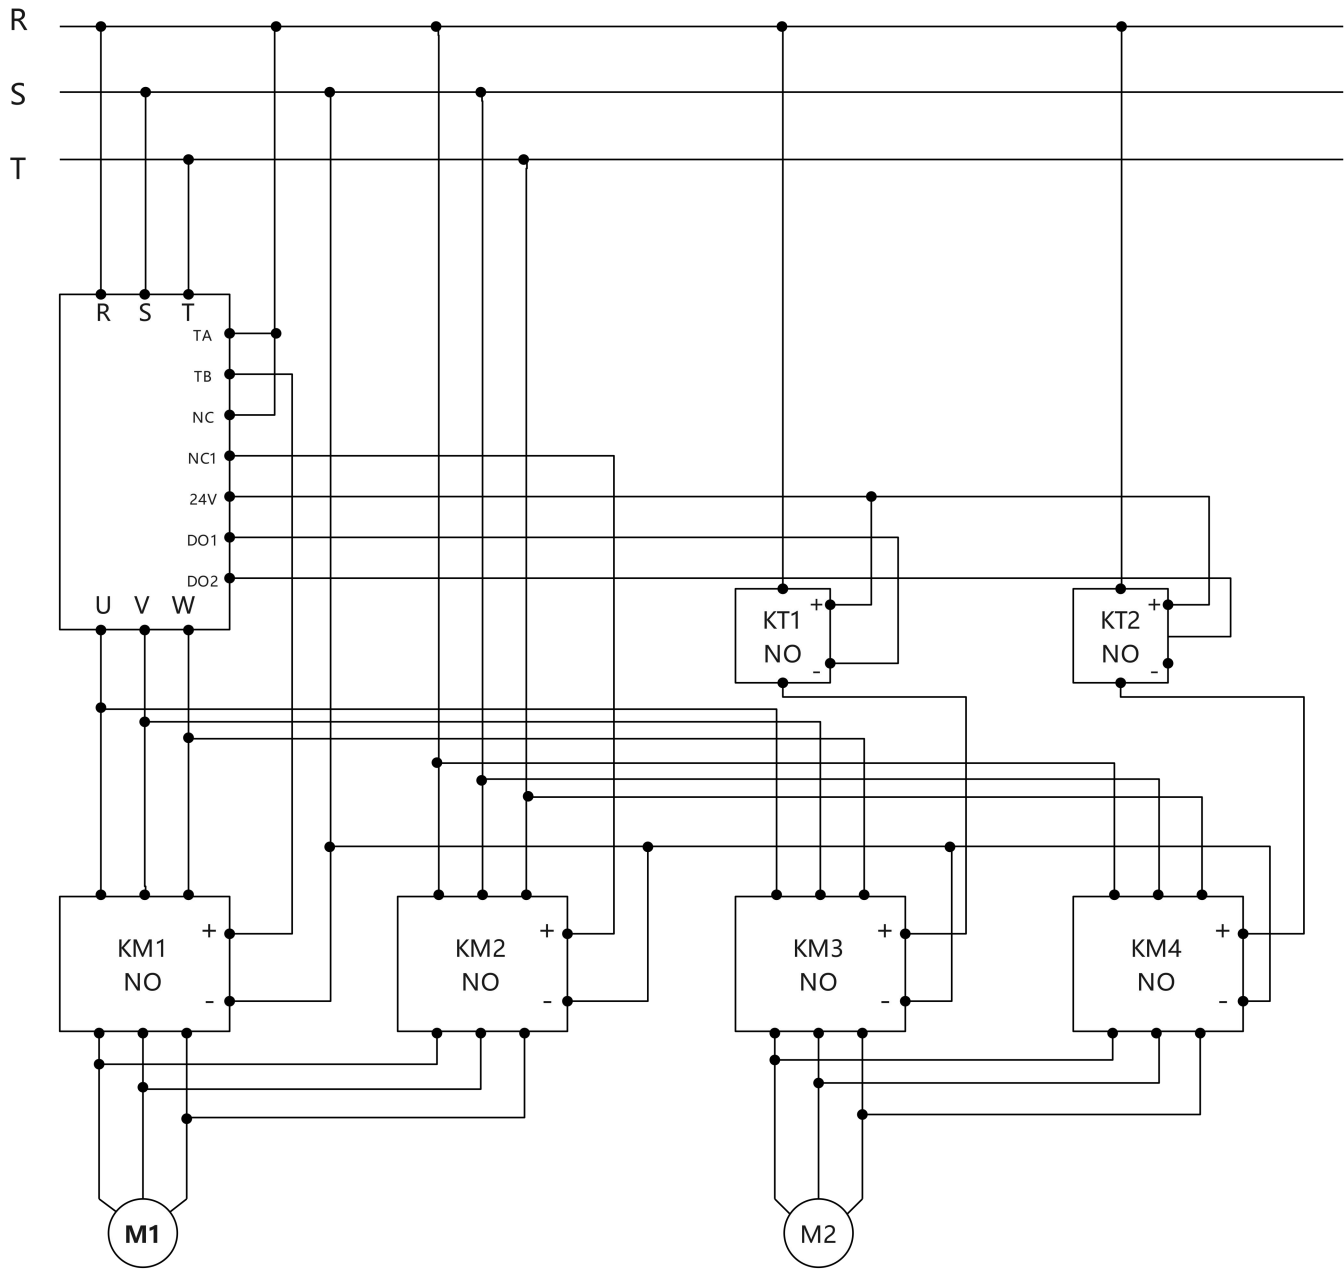 R
S
T
R S T
TA
TB
NC
NC1
24V
DO1
DO2
U V W
KT1 +
NO
-
KT2 +
NO
-
KM1 +
NO
-
KM2 +
NO
-
KM3 +
NO
-
KM4 +
NO
-
M1
M2